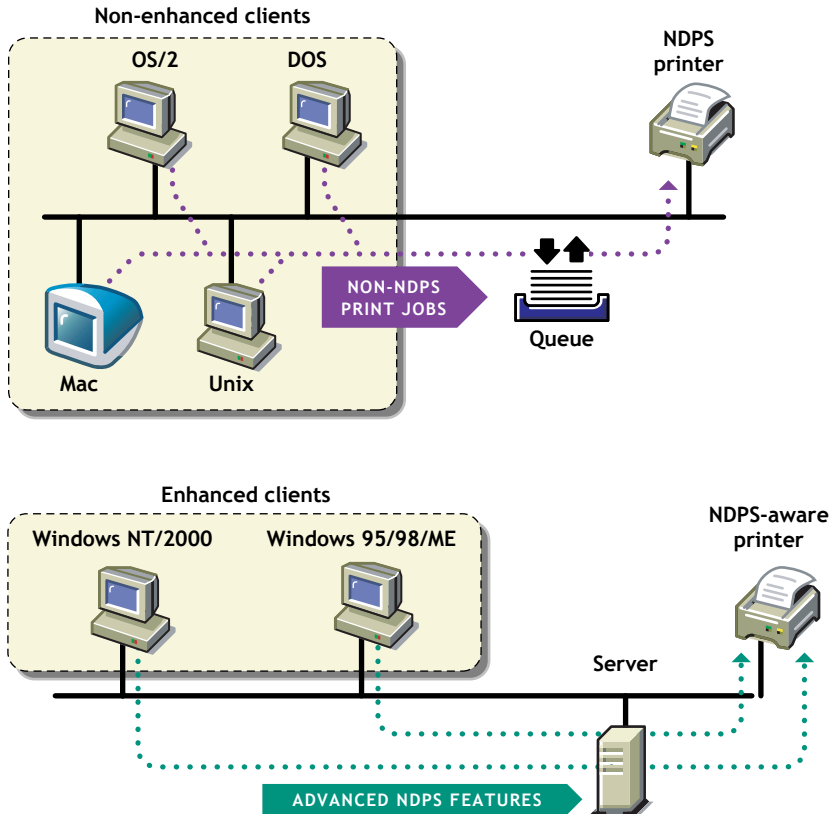 Non-enhanced clients
OS/2
DOS
NDPS
printer
NON-NDPS
PRINT JOBS
Queue
Mac
Unix
Enhanced clients
Windows NT/2000
Windows 95/98/ME
NDPS-aware
printer
Server
ADVANCED NDPS FEATURES